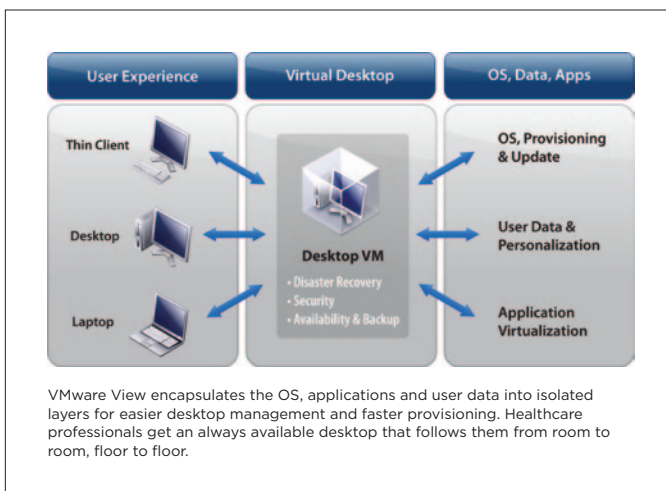 User Experience
Virtual Desktop
OS, Data, Apps
Thin Client
Desktop
Laptop
Desktop VM
• Disaster Recovery
• Security
• Availability & Backup
OS, Provisioning
& Update
User Data &
Personalization
Application
Virtualization
VMware View encapsulates the OS, applications and user data into isolated
layers for easier desktop management and faster provisioning. Healthcare
professionals get an always available desktop that follows them from room to
room, floor to floor.